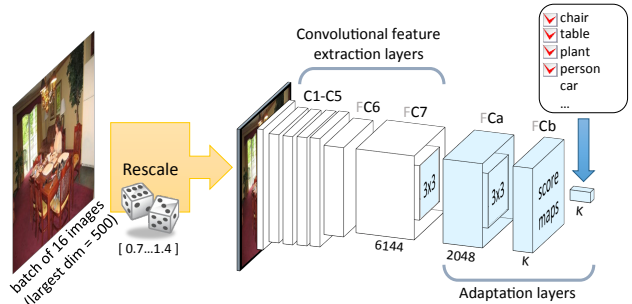 Convolutional feature
extraction layers
chair
table
plant
person
car
...
C1-C5
FC6
FC7
FCa
FCb
Rescale
[ 0.7...1.4 ]
batch of 16 images
(largest dim = 500)
3x3
3x3
score
maps
K
6144
2048
K
Adaptation layers